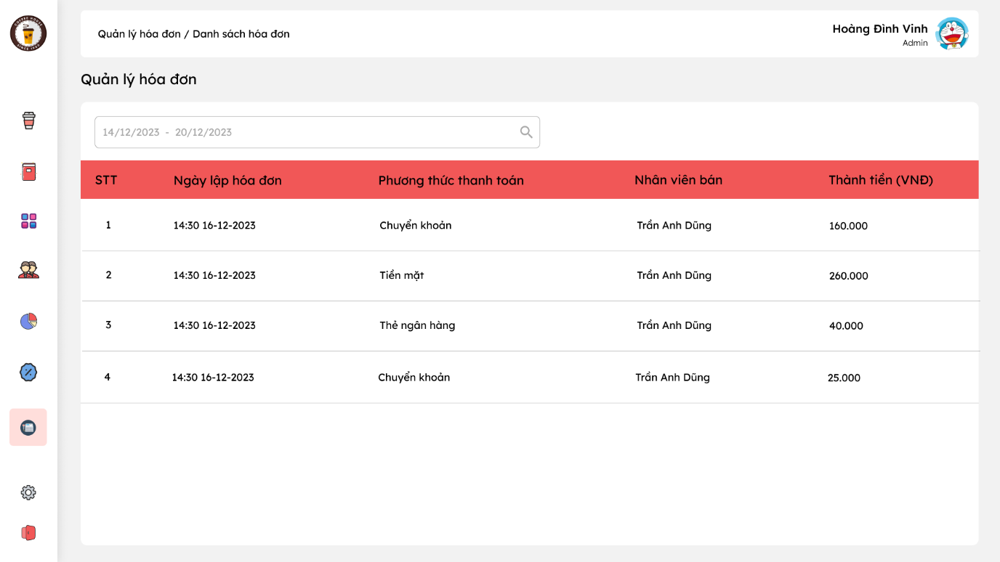 COFFEE HOUSE
SINCE 1980
Quản lý hóa đơn / Danh sách hóa đơn
Hoàng Đình Vinh
Admin
Quản lý hóa đơn
14/12/2023 - 20/12/2023
STT Ngày lập hóa đơn Phương thức thanh toán Nhân viên bán Thành tiền (VNĐ)
1 14:30 16-12-2023 Chuyển khoản Trần Anh Dũng 160.000
2 14:30 16-12-2023 Tiền mặt Trần Anh Dũng 260.000
3 14:30 16-12-2023 Thẻ ngân hàng Trần Anh Dũng 40.000
4 14:30 16-12-2023 Chuyển khoản Trần Anh Dũng 25.000